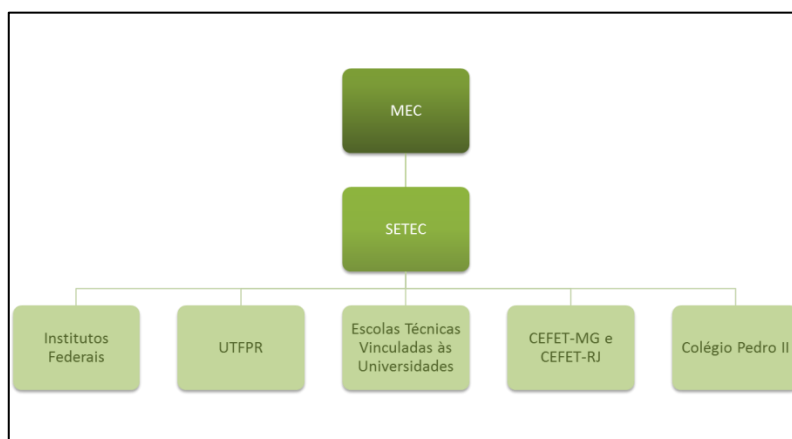 MEC
SETEC
Institutos
Federais
UTFPR
Escolas Técnicas
Vinculadas às
Universidades
CEFET-MG e
CEFET-RJ
Colégio Pedro II